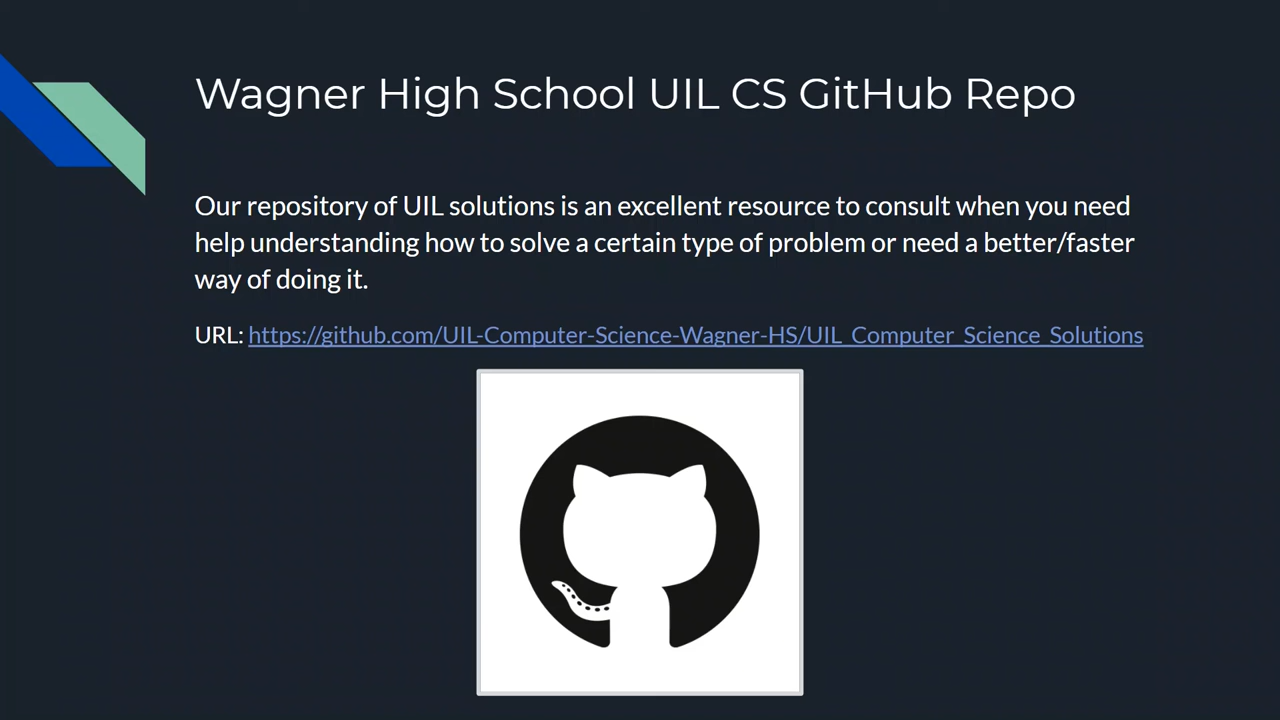 Wagner High School UIL CS GitHub Repo
Our repository of UIL solutions is an excellent resource to consult when you need
help understanding how to solve a certain type of problem or need a better/faster
way of doing it.
URL: https://github.com/UIL-Computer-Science-Wagner-HS/UIL_Computer_Science_Solutions